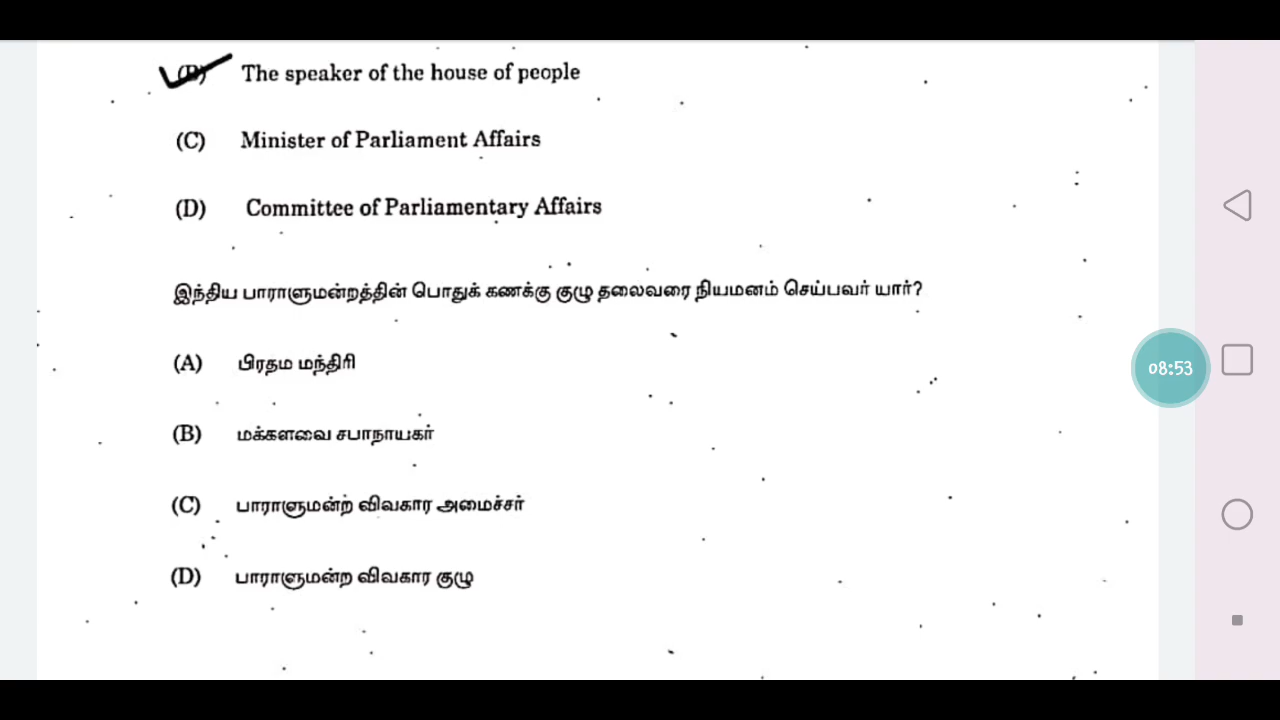 (B) The speaker of the house of people
(C) Minister of Parliament Affairs
(D) Committee of Parliamentary Affairs
இந்திய பாராளுமன்றத்தின் பொதுக் கணக்கு குழு தலைவரை நியமனம் செய்பவர் யார்?
(A) பிரதம மந்திரி
(B) மக்களவை சபாநாயகர்
(C) பாராளுமன்ற விவகார அமைச்சர்
(D) பாராளுமன்ற விவகார குழு
08:53